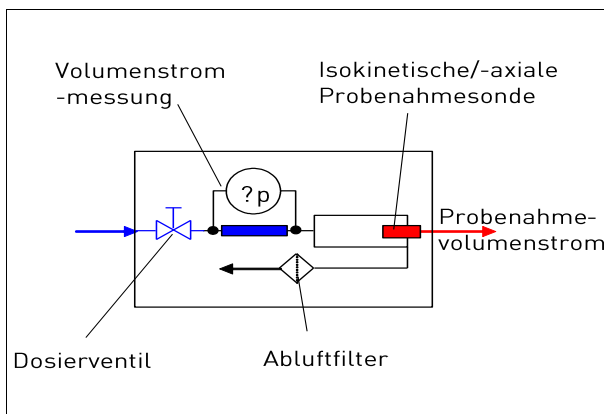 Volumenstrom
-messung
Isokinetische/-axiale
Probenahmesonde
?p
Probenahme-
volumenstrom
Dosierventil
Abluftfilter